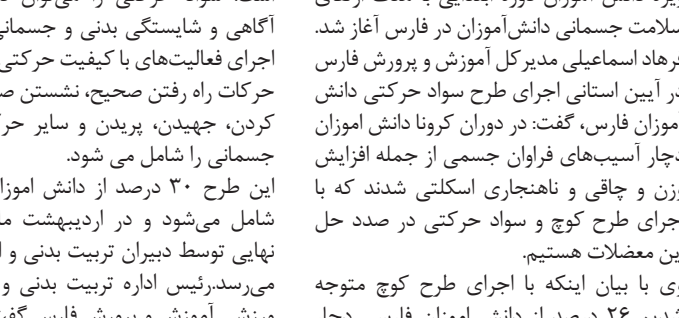 سلامت جسمانی دانش‌آموزان در فارس آغاز شد.
فرهاد اسماعیلی مدیرکل آموزش و پرورش فارس
در آیین استانی اجرای طرح سواد حرکتی دانش
آموزان فارس، گفت: در دوران کرونا دانش اموزان
دچار آسیب‌های فراوان جسمی از جمله افزایش
وزن و چاقی و ناهنجاری اسکلتی شدند که با
اجرای طرح کوچ و سواد حرکتی در صدد حل
این معضلات هستیم.
وی با بیان اینکه با اجرای طرح کوچ متوجه
شدیم ۲۶ درصد از دانش اموزان فارسی دچار
آگاهی و شایستگی بدنی و جسمانی
اجرای فعالیت‌های با کیفیت حرکتی
حرکات راه رفتن صحیح، نشستن
کردن، جهیدن، پریدن و سایر
جسمانی را شامل می شود.
این طرح ۳۰ درصد از دانش
شامل می‌شود و در اردیبهشت
نهایی توسط دبیران تربیت بدنی و
می‌رسد.رئیس اداره تربیت بدنی و
ورزشی آموزش و پرورش فارس